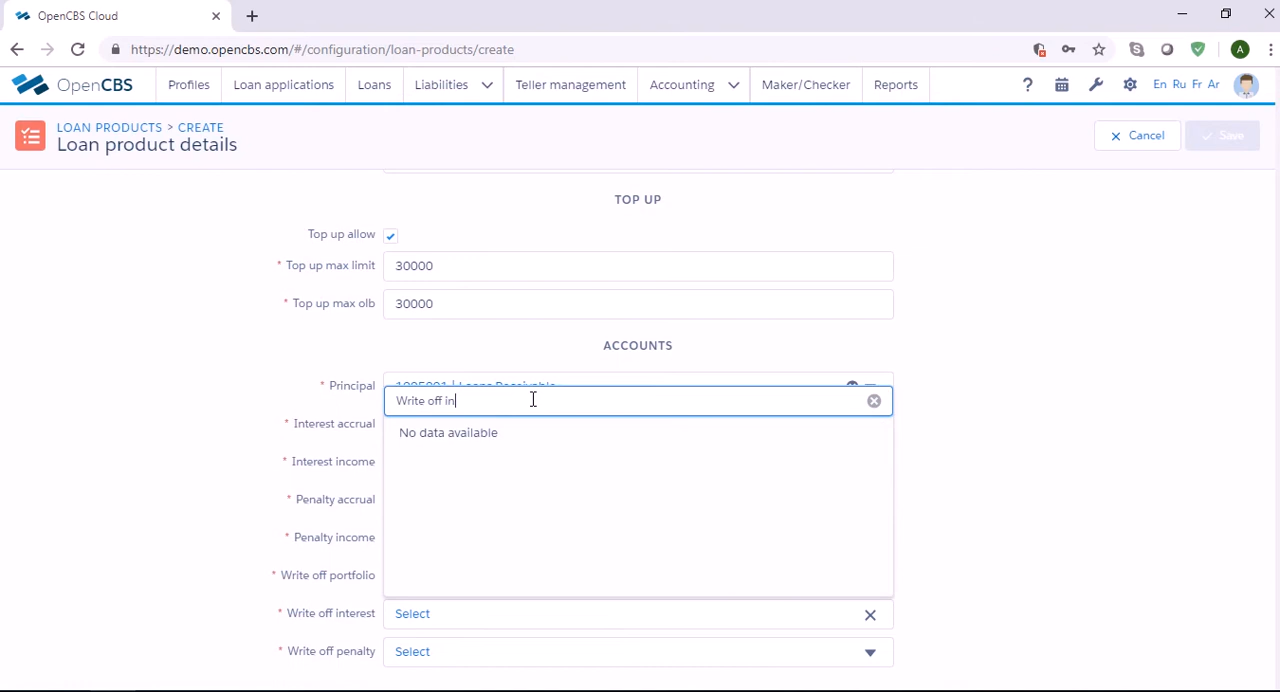 OpenCBS Cloud
https://demo.opencbs.com/#/configuration/loan-products/create
A
OpenCBS
Profiles
Loan applications
Loans
Liabilities
Teller management
Accounting
Maker/Checker
Reports
?
En Ru Fr Ar
LOAN PRODUCTS > CREATE
Loan product details
Cancel
Save
TOP UP
Top up allow
* Top up max limit
30000
* Top up max olb
30000
ACCOUNTS
* Principal
Loans Receivable
Write off in
* Interest accrual
No data available
* Interest income
* Penalty accrual
* Penalty income
* Write off portfolio
* Write off interest
Select
* Write off penalty
Select